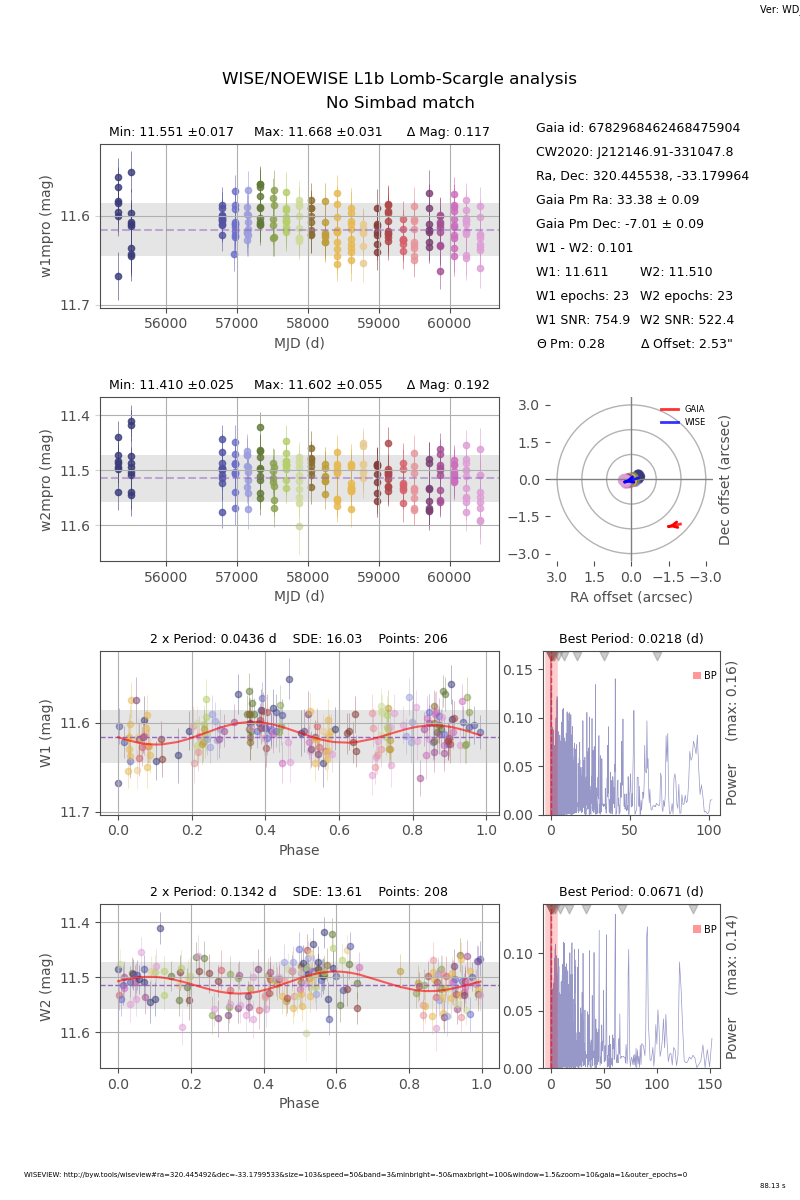 Ver: WD_
WISE/NOEWISE L1b Lomb-Scargle analysis
No Simbad match
Min: 11.551 ±0.017 Max: 11.668 ±0.031 Δ Mag: 0.117
w1mpro (mag)
11.6
11.7
56000 57000 58000 59000 60000
MJD (d)
Gaia id: 6782968462468475904
CW2020: J212146.91-331047.8
Ra, Dec: 320.445538, -33.179964
Gaia Pm Ra: 33.38 ± 0.09
Gaia Pm Dec: -7.01 ± 0.09
W1 - W2: 0.101
W1: 11.611 W2: 11.510
W1 epochs: 23 W2 epochs: 23
W1 SNR: 754.9 W2 SNR: 522.4
Θ Pm: 0.28 Δ Offset: 2.53"
Min: 11.410 ±0.025 Max: 11.602 ±0.055 Δ Mag: 0.192
w2mpro (mag)
11.4
11.5
11.6
56000 57000 58000 59000 60000
MJD (d)
GAIA
WISE
3.0
1.5
0.0
−1.5
−3.0
3.0 1.5 0.0 −1.5 −3.0
RA offset (arcsec)
Dec offset (arcsec)
2 x Period: 0.0436 d SDE: 16.03 Points: 206
W1 (mag)
11.6
11.7
0.0 0.2 0.4 0.6 0.8 1.0
Phase
Best Period: 0.0218 (d)
BP
0.15
0.10
0.05
0.00
0 50 100
Power (max: 0.16)
2 x Period: 0.1342 d SDE: 13.61 Points: 208
W2 (mag)
11.4
11.5
11.6
0.0 0.2 0.4 0.6 0.8 1.0
Phase
Best Period: 0.0671 (d)
BP
0.10
0.05
0.00
0 50 100 150
Power (max: 0.14)
WISEVIEW: http://byw.tools/wiseview#ra=320.445492&dec=-33.1799533&size=103&speed=50&band=3&minbright=-50&maxbright=100&window=1.5&zoom=10&gaia=1&outer_epochs=0
88.13 s